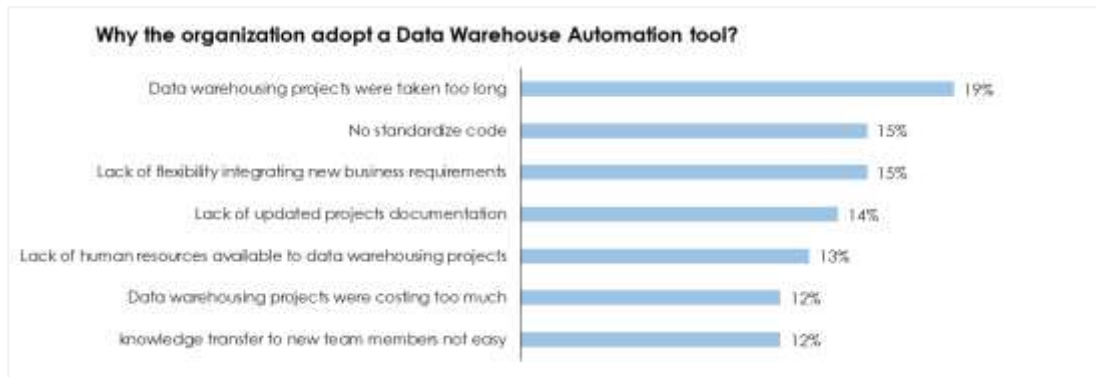 Why the organization adopt a Data Warehouse Automation tool?
Data warehousing projects were taken too long 19%
No standardize code 15%
Lack of flexibility integrating new business requirements 15%
Lack of updated projects documentation 14%
Lack of human resources available to data warehousing projects 13%
Data warehousing projects were costing too much 12%
knowledge transfer to new team members not easy 12%